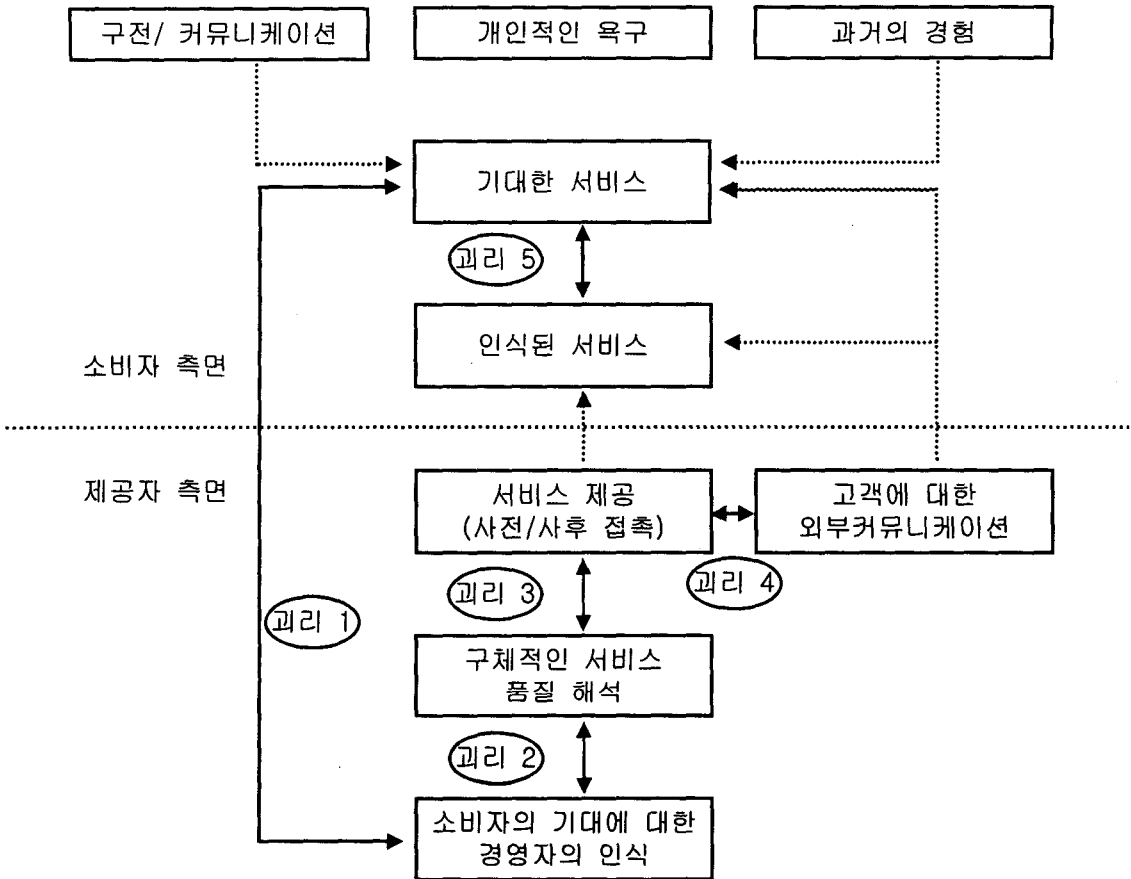 구전/ 커뮤니케이션
개인적인 욕구
과거의 경험
기대한 서비스
괴리 5
인식된 서비스
소비자 측면
제공자 측면
서비스 제공
(사전/사후 접촉)
고객에 대한
외부커뮤니케이션
괴리 3
괴리 4
괴리 1
구체적인 서비스
품질 해석
괴리 2
소비자의 기대에 대한
경영자의 인식